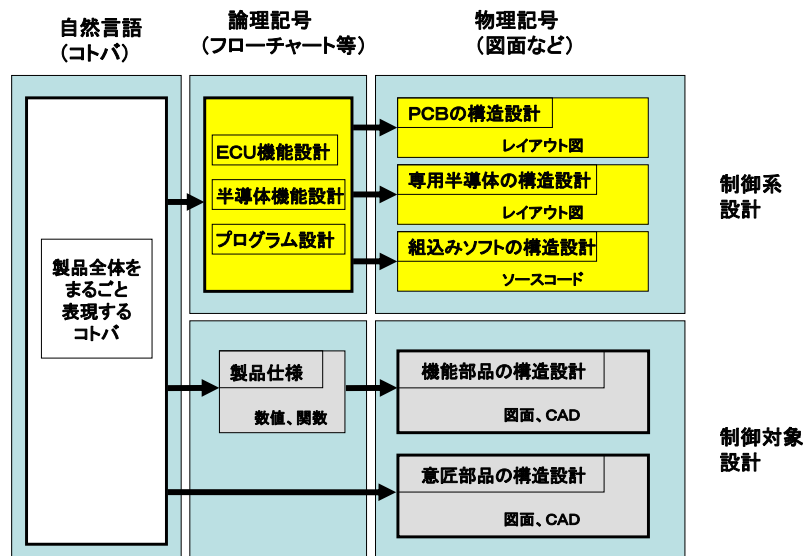 自然言語
（コトバ）
論理記号
（フローチャート等）
物理記号
（図面など）
製品全体を
まるごと
表現する
コトバ
ECU機能設計
半導体機能設計
プログラム設計
PCBの構造設計
レイアウト図
専用半導体の構造設計
レイアウト図
組込みソフトの構造設計
ソースコード
制御系
設計
製品仕様
数値、関数
機能部品の構造設計
図面、CAD
意匠部品の構造設計
図面、CAD
制御対象
設計